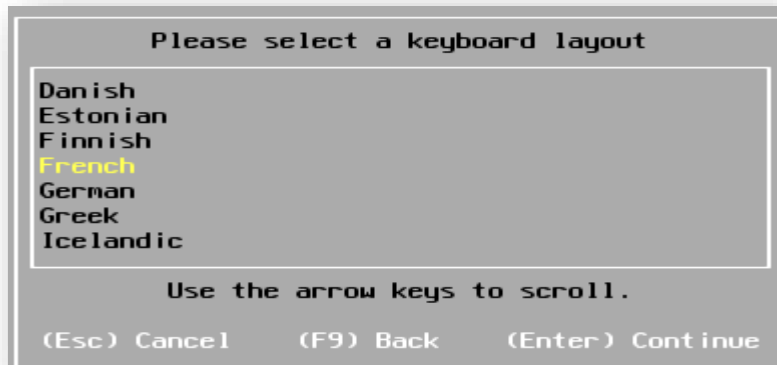 Please select a keyboard layout
Danish
Estonian
Finnish
French
German
Greek
Icelandic
Use the arrow keys to scroll.
(Esc) Cancel (F9) Back (Enter) Continue